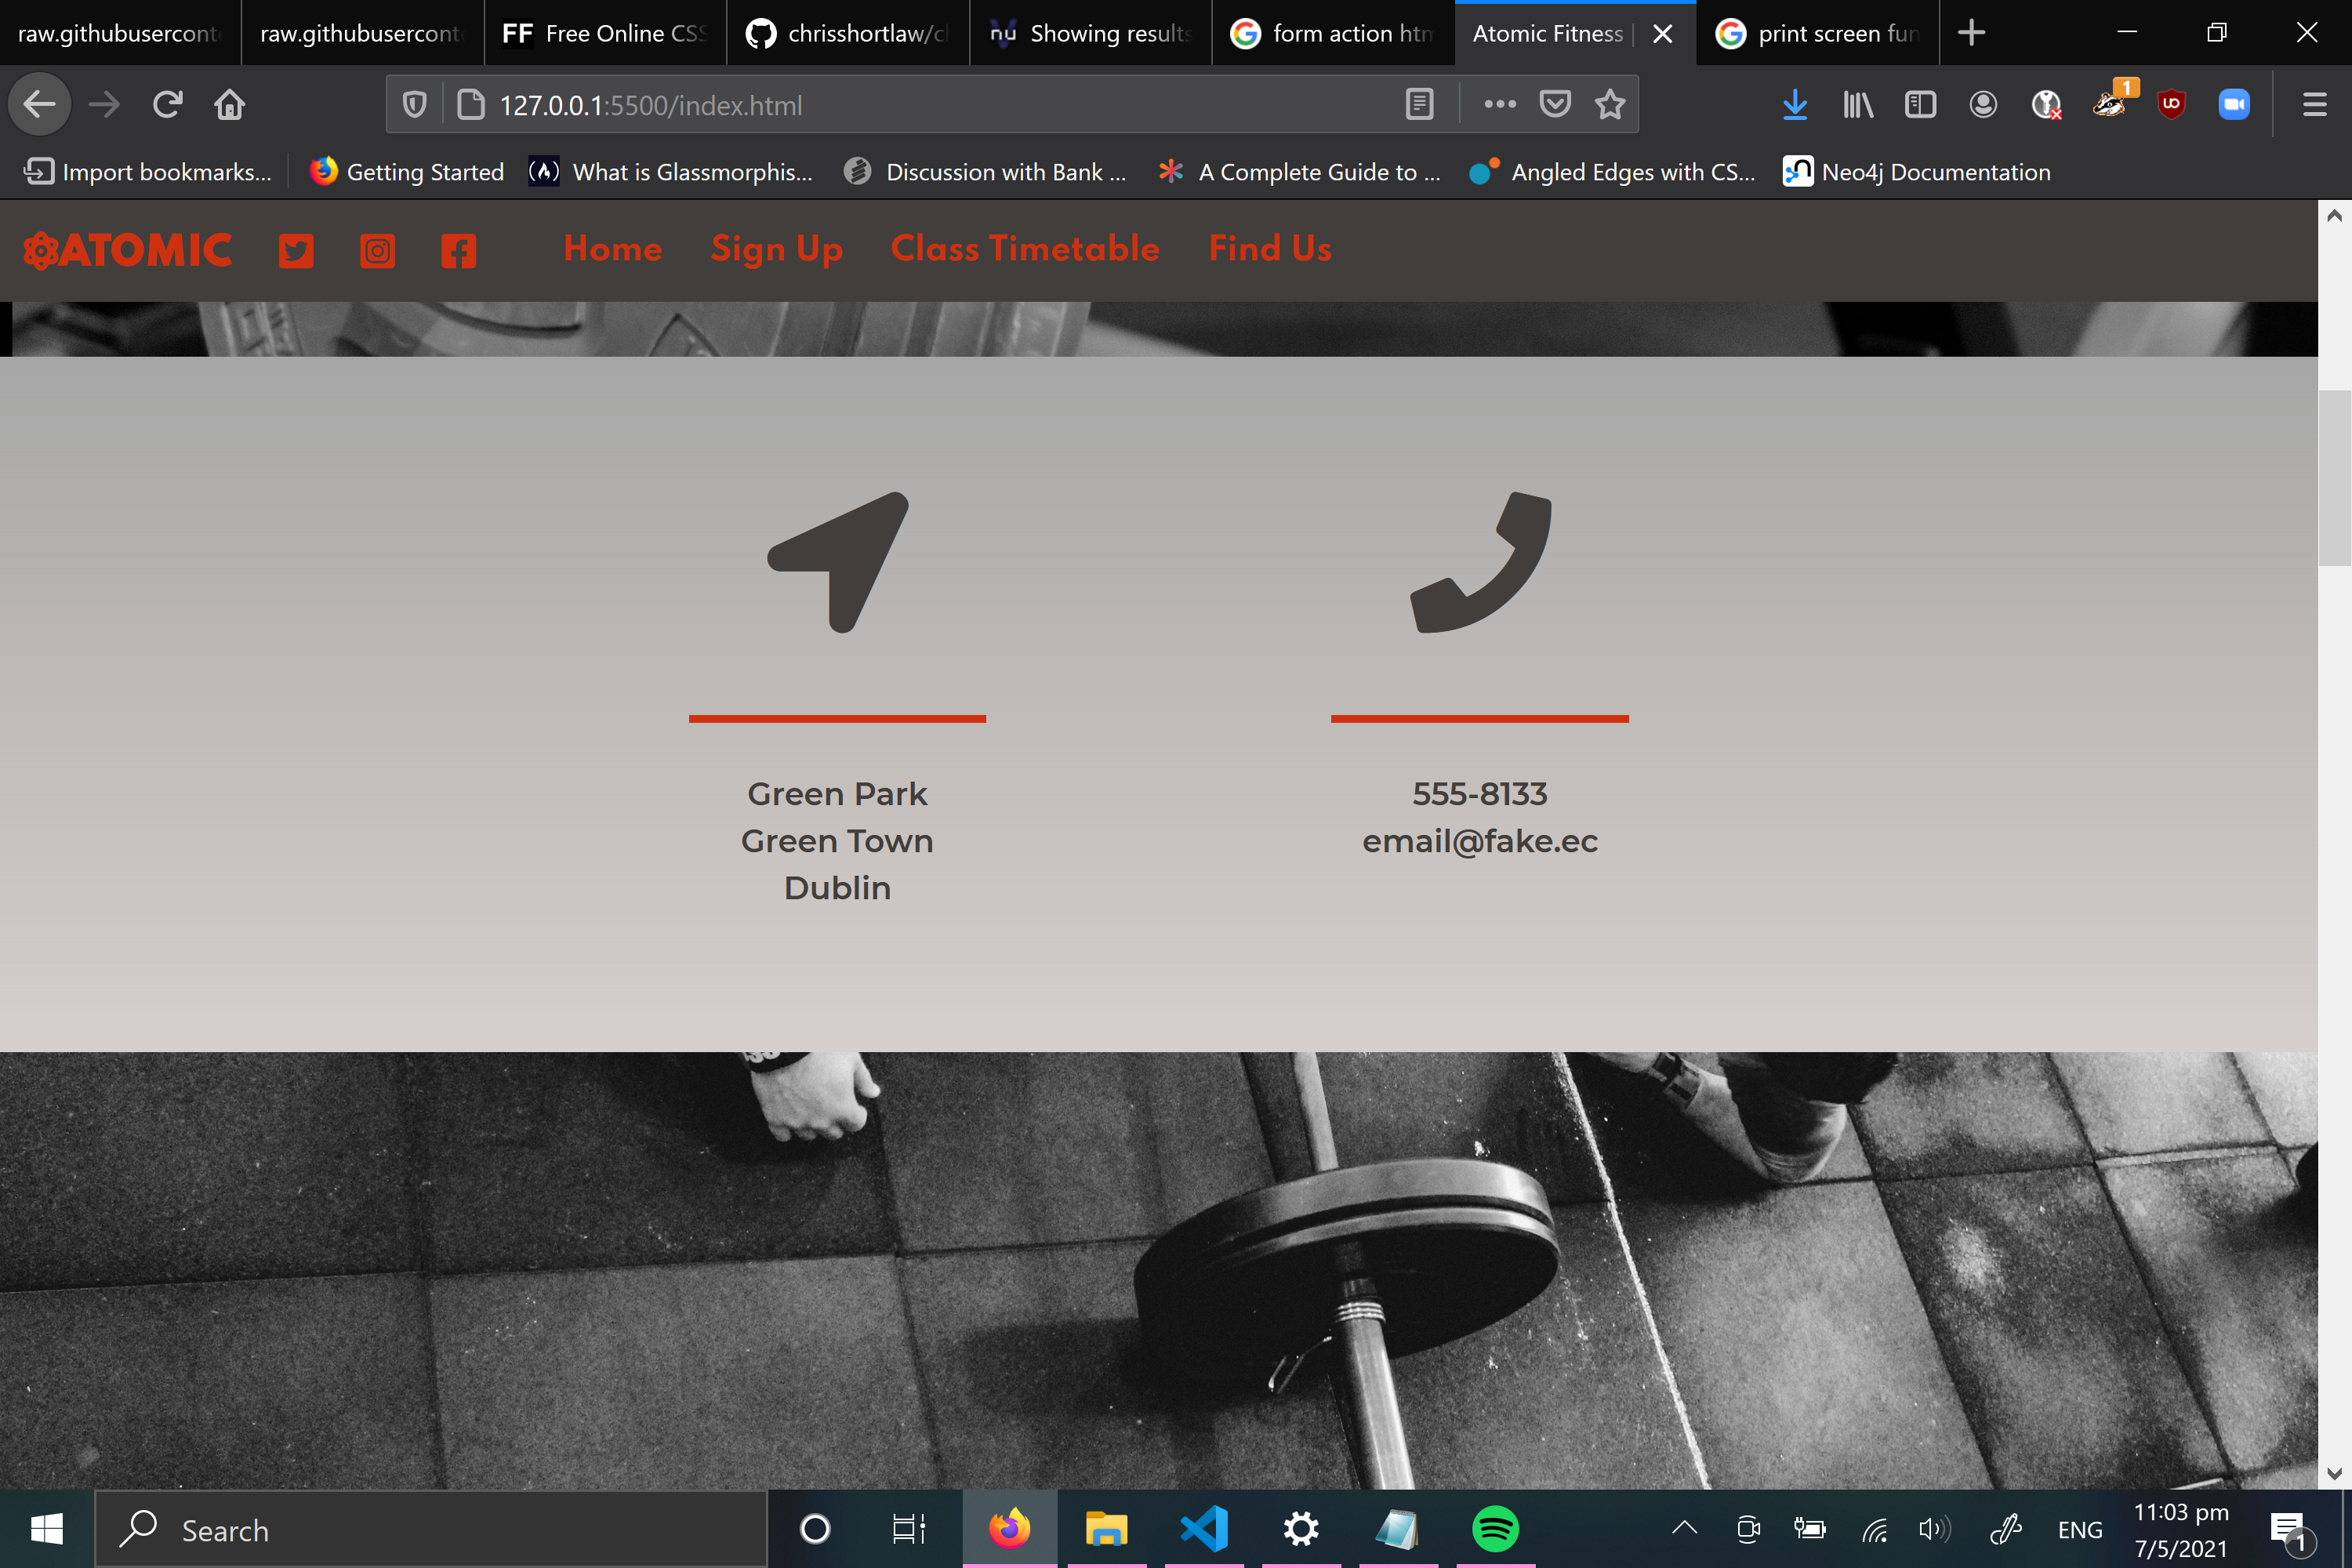 raw.githubuserconte
raw.githubuserconte
FF Free Online CSS
chrisshortlaw/cl
nu Showing results
form action htm
Atomic Fitness |
print screen fun
127.0.0.1:5500/index.html
1
Import bookmarks...
Getting Started
What is Glassmorphis...
Discussion with Bank ...
A Complete Guide to ...
Angled Edges with CS...
Neo4j Documentation
ATOMIC
Home
Sign Up
Class Timetable
Find Us
Green Park
Green Town
Dublin
555-8133
email@fake.ec
Search
ENG
11:03 pm
7/5/2021
1